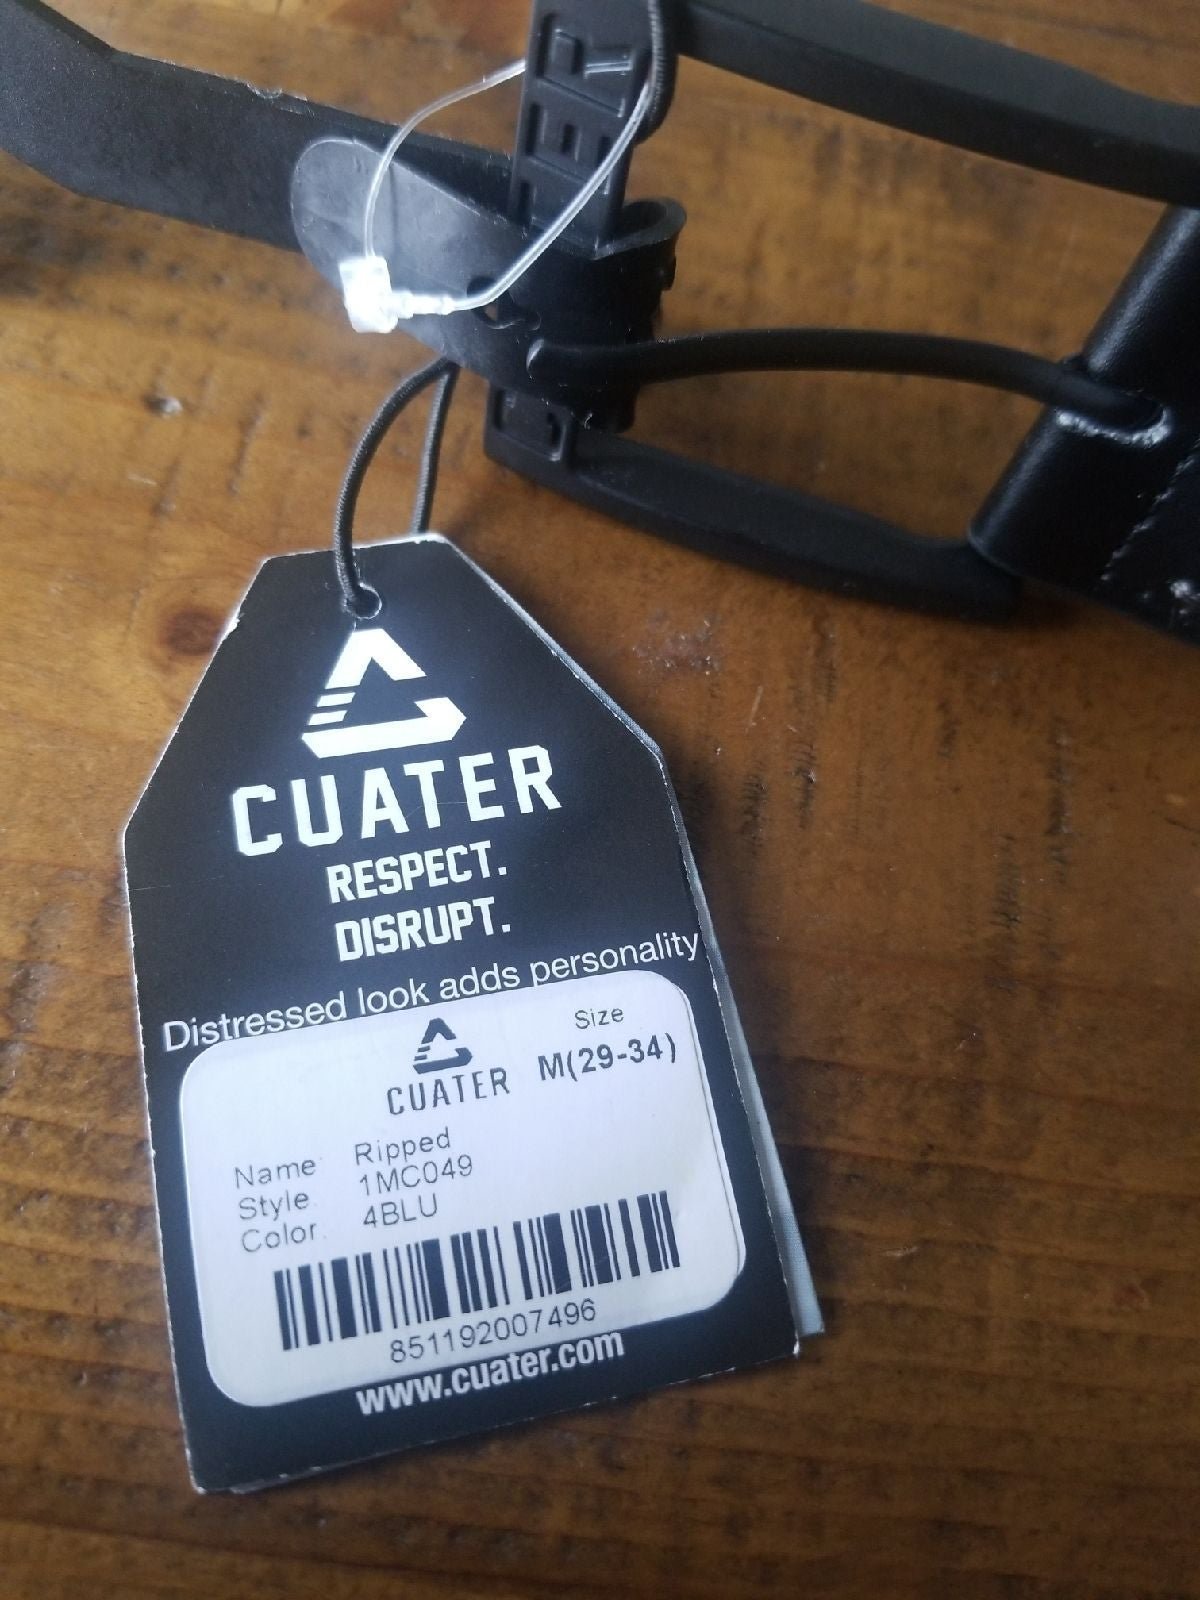 CUATER
RESPECT.
DISRUPT.
Distressed look adds personality
CUATER
Size
M(29-34)
Name: Ripped
Style: 1MC049
Color: 4BLU
851192007496
www.cuater.com